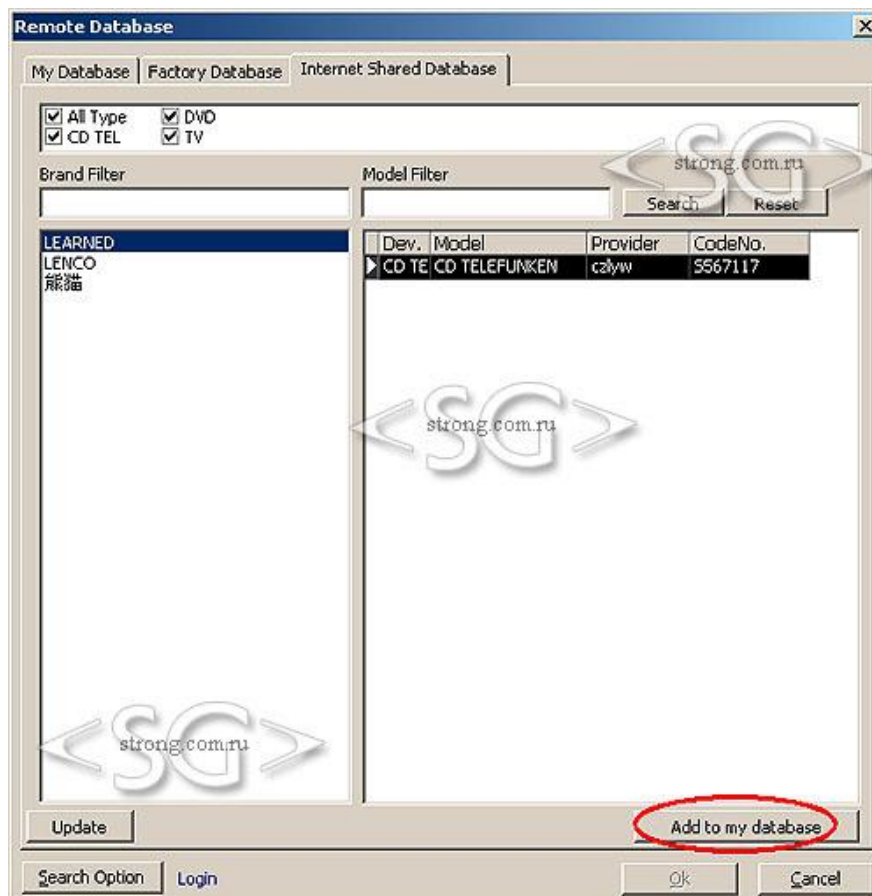 Remote Database
My Database Factory Database Internet Shared Database
All Type DVD
CD TEL TV
<SG>
strong.com.ru
Brand Filter Model Filter
Search Reset
LEARNED
LENCO
熊猫
Dev. Model Provider CodeNo.
CD TE CD TELEFUNKEN czlyw S567117
<SG>
strong.com.ru
<SG>
strong.com.ru
Update Add to my database
Search Option Login Ok Cancel